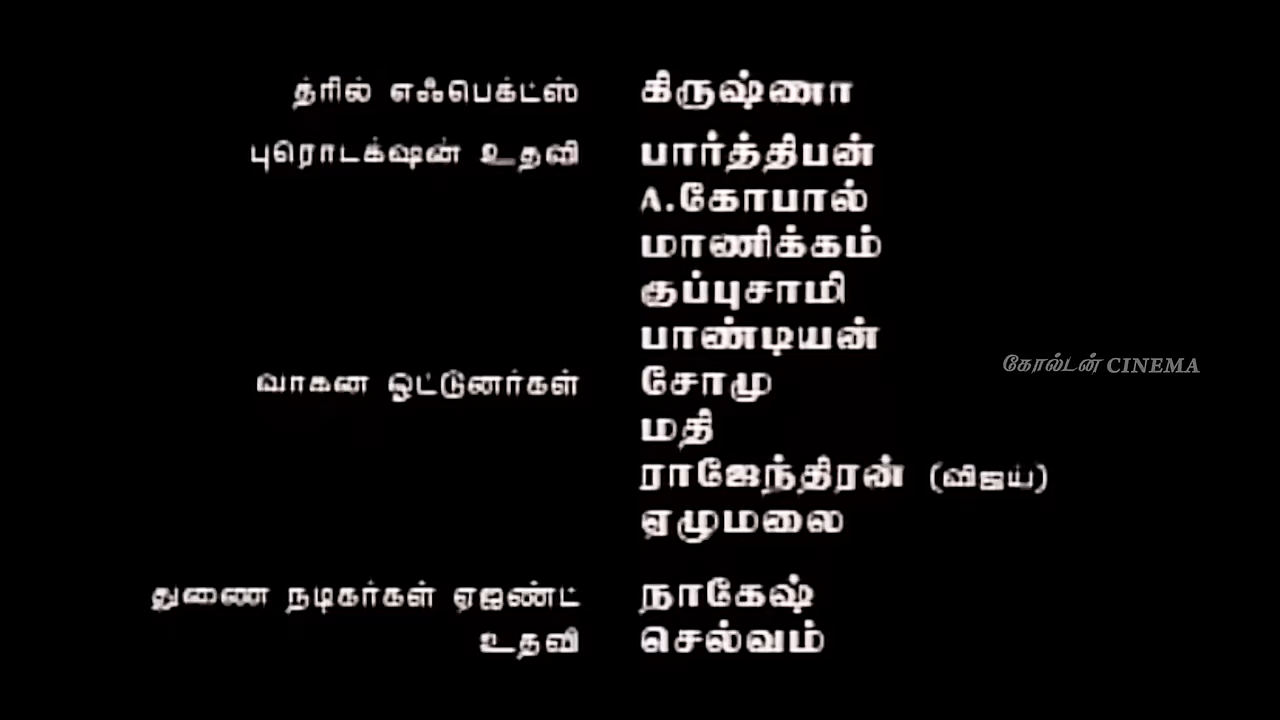 த்ரில் எஃபெக்ட்ஸ் கிருஷ்ணா
புரொடக்ஷன் உதவி பார்த்திபன்
A.கோபால்
மாணிக்கம்
குப்புசாமி
பாண்டியன்
வாகன ஓட்டுனர்கள் சோமு
மதி
ராஜேந்திரன் (விஜய்)
ஏழுமலை
துணை நடிகர்கள் ஏஜண்ட் நாகேஷ்
உதவி செல்வம்
கோல்டன் CINEMA